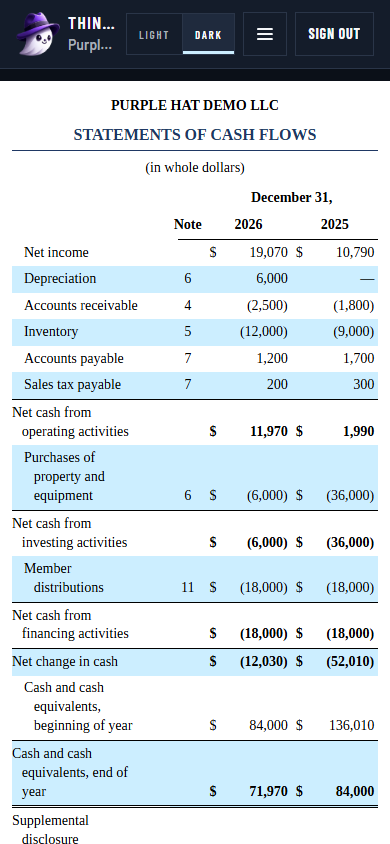 THIN...
Purpl...
LIGHT DARK
SIGN OUT
PURPLE HAT DEMO LLC
STATEMENTS OF CASH FLOWS
(in whole dollars)
December 31,
Note 2026 2025
Net income $ 19,070 $ 10,790
Depreciation 6 6,000 —
Accounts receivable 4 (2,500) (1,800)
Inventory 5 (12,000) (9,000)
Accounts payable 7 1,200 1,700
Sales tax payable 7 200 300
Net cash from
operating activities $ 11,970 $ 1,990
Purchases of
property and
equipment 6 $ (6,000) $ (36,000)
Net cash from
investing activities $ (6,000) $ (36,000)
Member
distributions 11 $ (18,000) $ (18,000)
Net cash from
financing activities $ (18,000) $ (18,000)
Net change in cash $ (12,030) $ (52,010)
Cash and cash
equivalents,
beginning of year $ 84,000 $ 136,010
Cash and cash
equivalents, end of
year $ 71,970 $ 84,000
Supplemental
disclosure